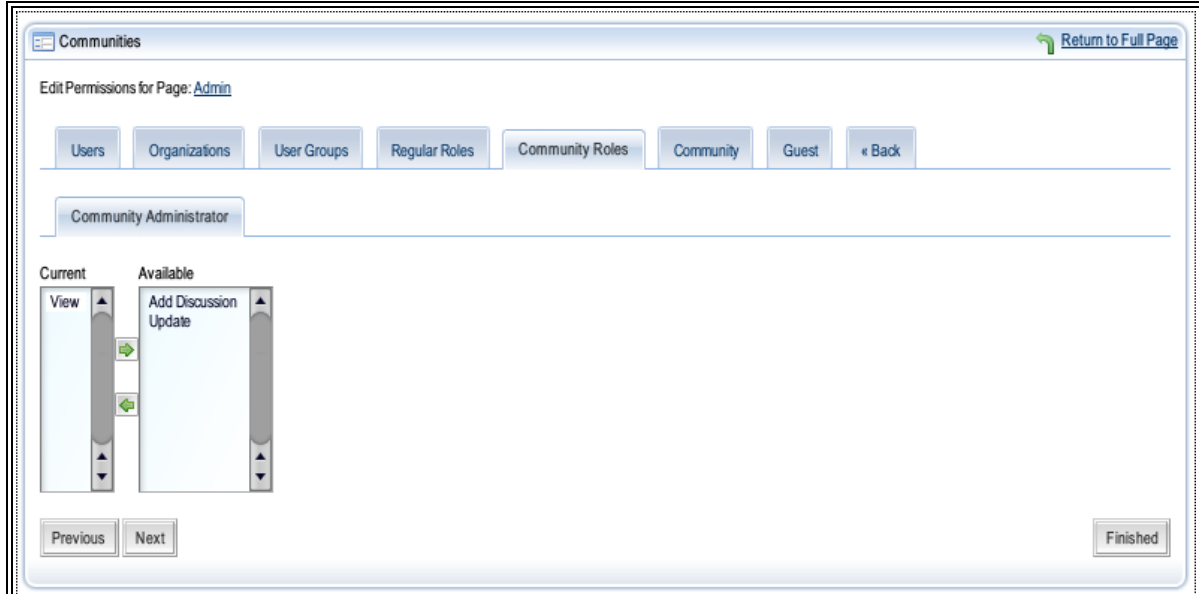 Communities Return to Full Page
Edit Permissions for Page: Admin
Users Organizations User Groups Regular Roles Community Roles Community Guest « Back
Community Administrator
Current Available
View Add Discussion
Update
Previous Next Finished